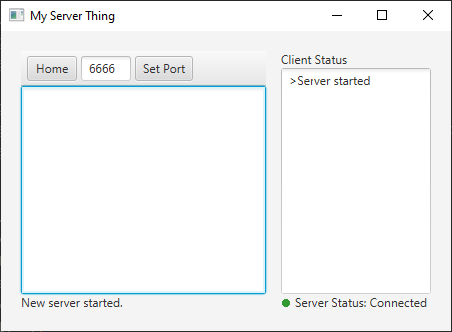 My Server Thing
Home 6666 Set Port
Client Status
>Server started
New server started.
Server Status: Connected